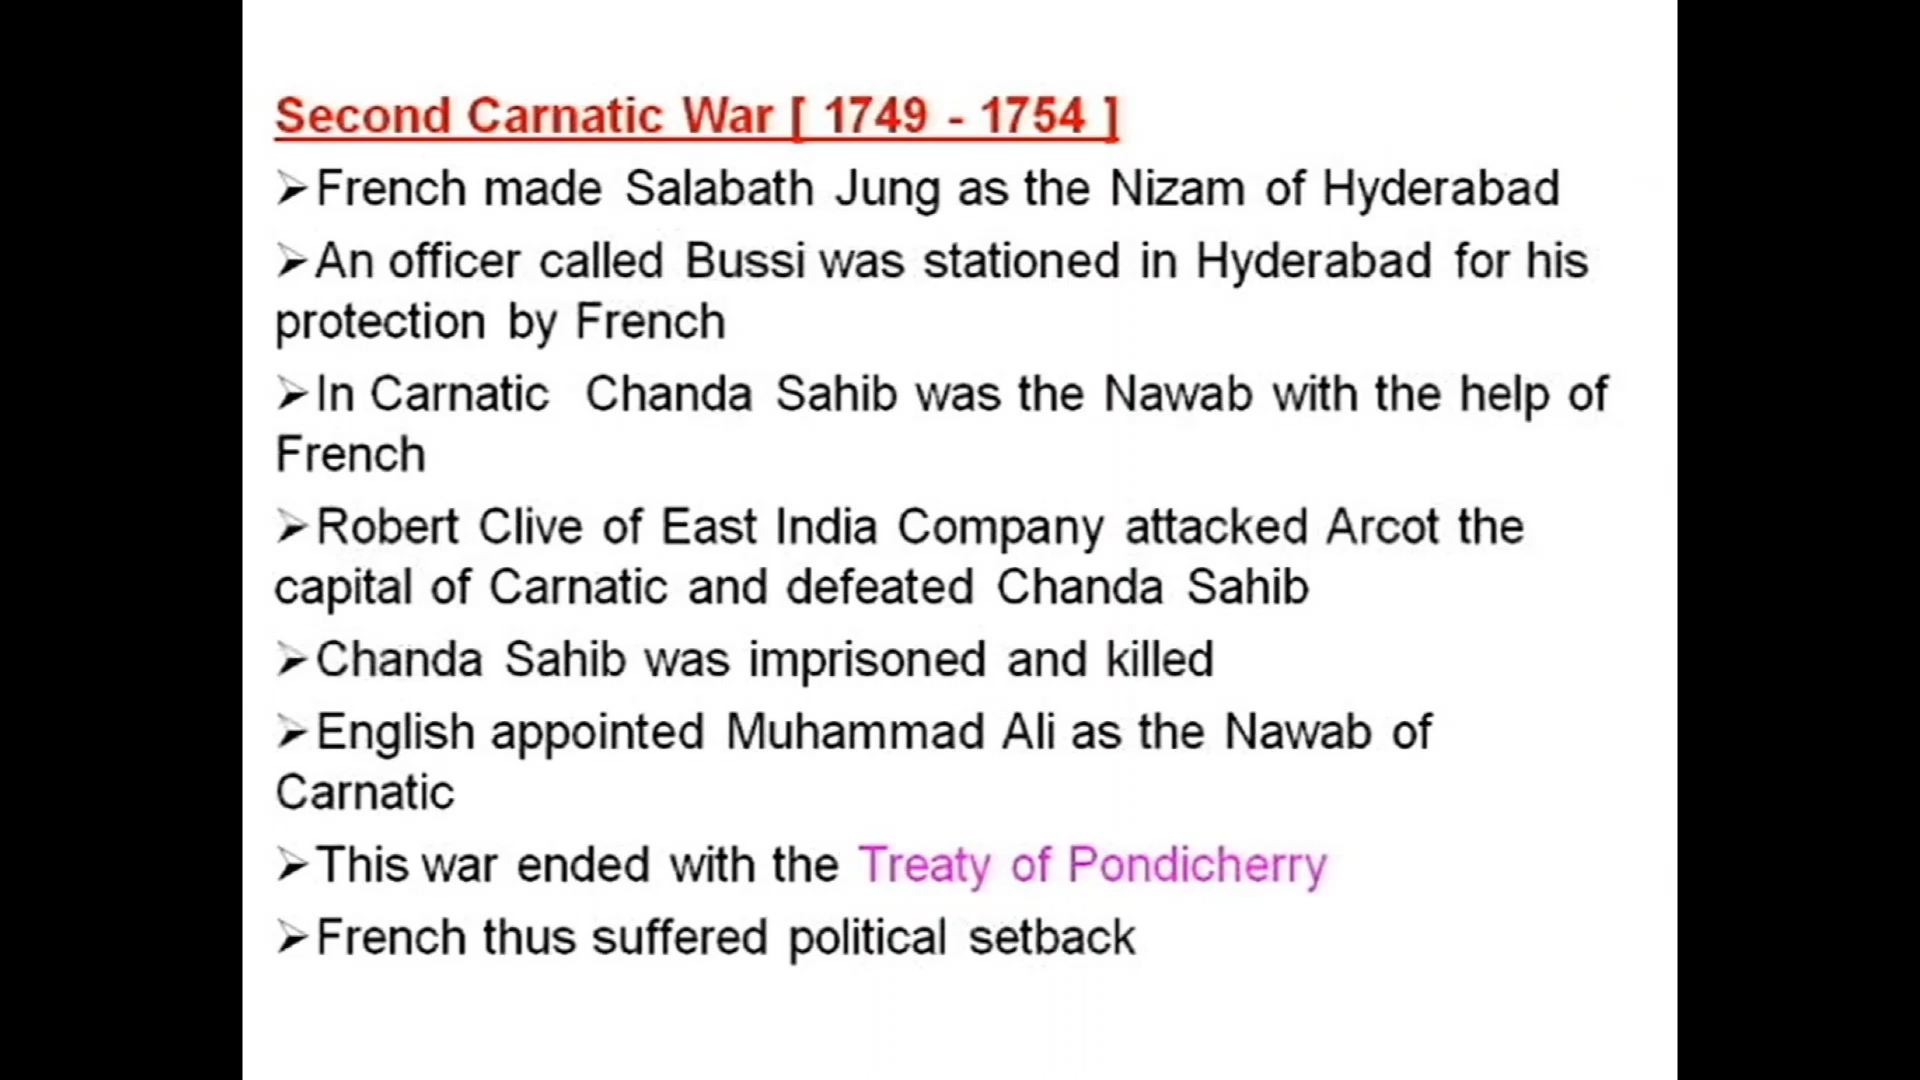 Second Carnatic War [ 1749 - 1754 ]
➢French made Salabath Jung as the Nizam of Hyderabad
➢An officer called Bussi was stationed in Hyderabad for his
protection by French
➢In Carnatic Chanda Sahib was the Nawab with the help of
French
➢Robert Clive of East India Company attacked Arcot the
capital of Carnatic and defeated Chanda Sahib
➢Chanda Sahib was imprisoned and killed
➢English appointed Muhammad Ali as the Nawab of
Carnatic
➢This war ended with the Treaty of Pondicherry
➢French thus suffered political setback